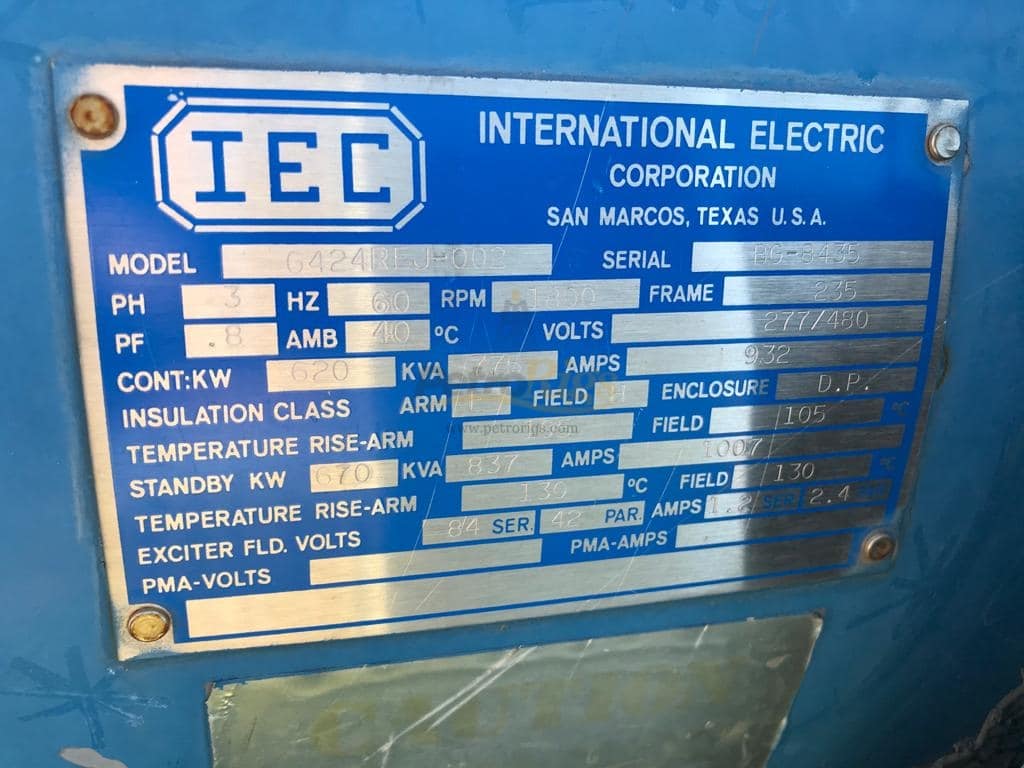 IEC
INTERNATIONAL ELECTRIC
CORPORATION
SAN MARCOS, TEXAS U.S.A.
MODEL G424REJ-002 SERIAL BG-8435
PH 3 HZ 60 RPM 1800 FRAME 235
PF .8 AMB 40 °C VOLTS 277/480
CONT:KW 620 KVA 775 AMPS 932
INSULATION CLASS ARM FIELD H ENCLOSURE D.P.
TEMPERATURE RISE-ARM FIELD 105 °C
www.petrorigs.com
STANDBY KW 670 KVA 837 AMPS 1007
TEMPERATURE RISE-ARM 130 °C FIELD 130 °C
EXCITER FLD. VOLTS 84 SER. 42 PAR. AMPS 1.2 SER 2.4
PMA-VOLTS PMA-AMPS
CAUTION